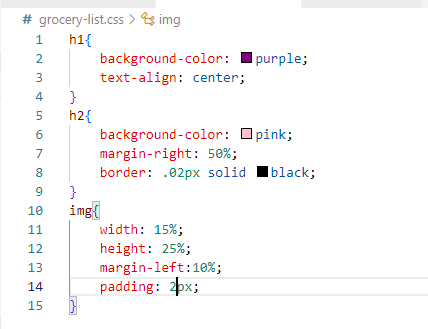 # grocery-list.css > img
1 h1{
2 background-color: purple;
3 text-align: center;
4 }
5 h2{
6 background-color: pink;
7 margin-right: 50%;
8 border: .02px solid black;
9 }
10 img{
11 width: 15%;
12 height: 25%;
13 margin-left:10%;
14 padding: 2px;
15 }